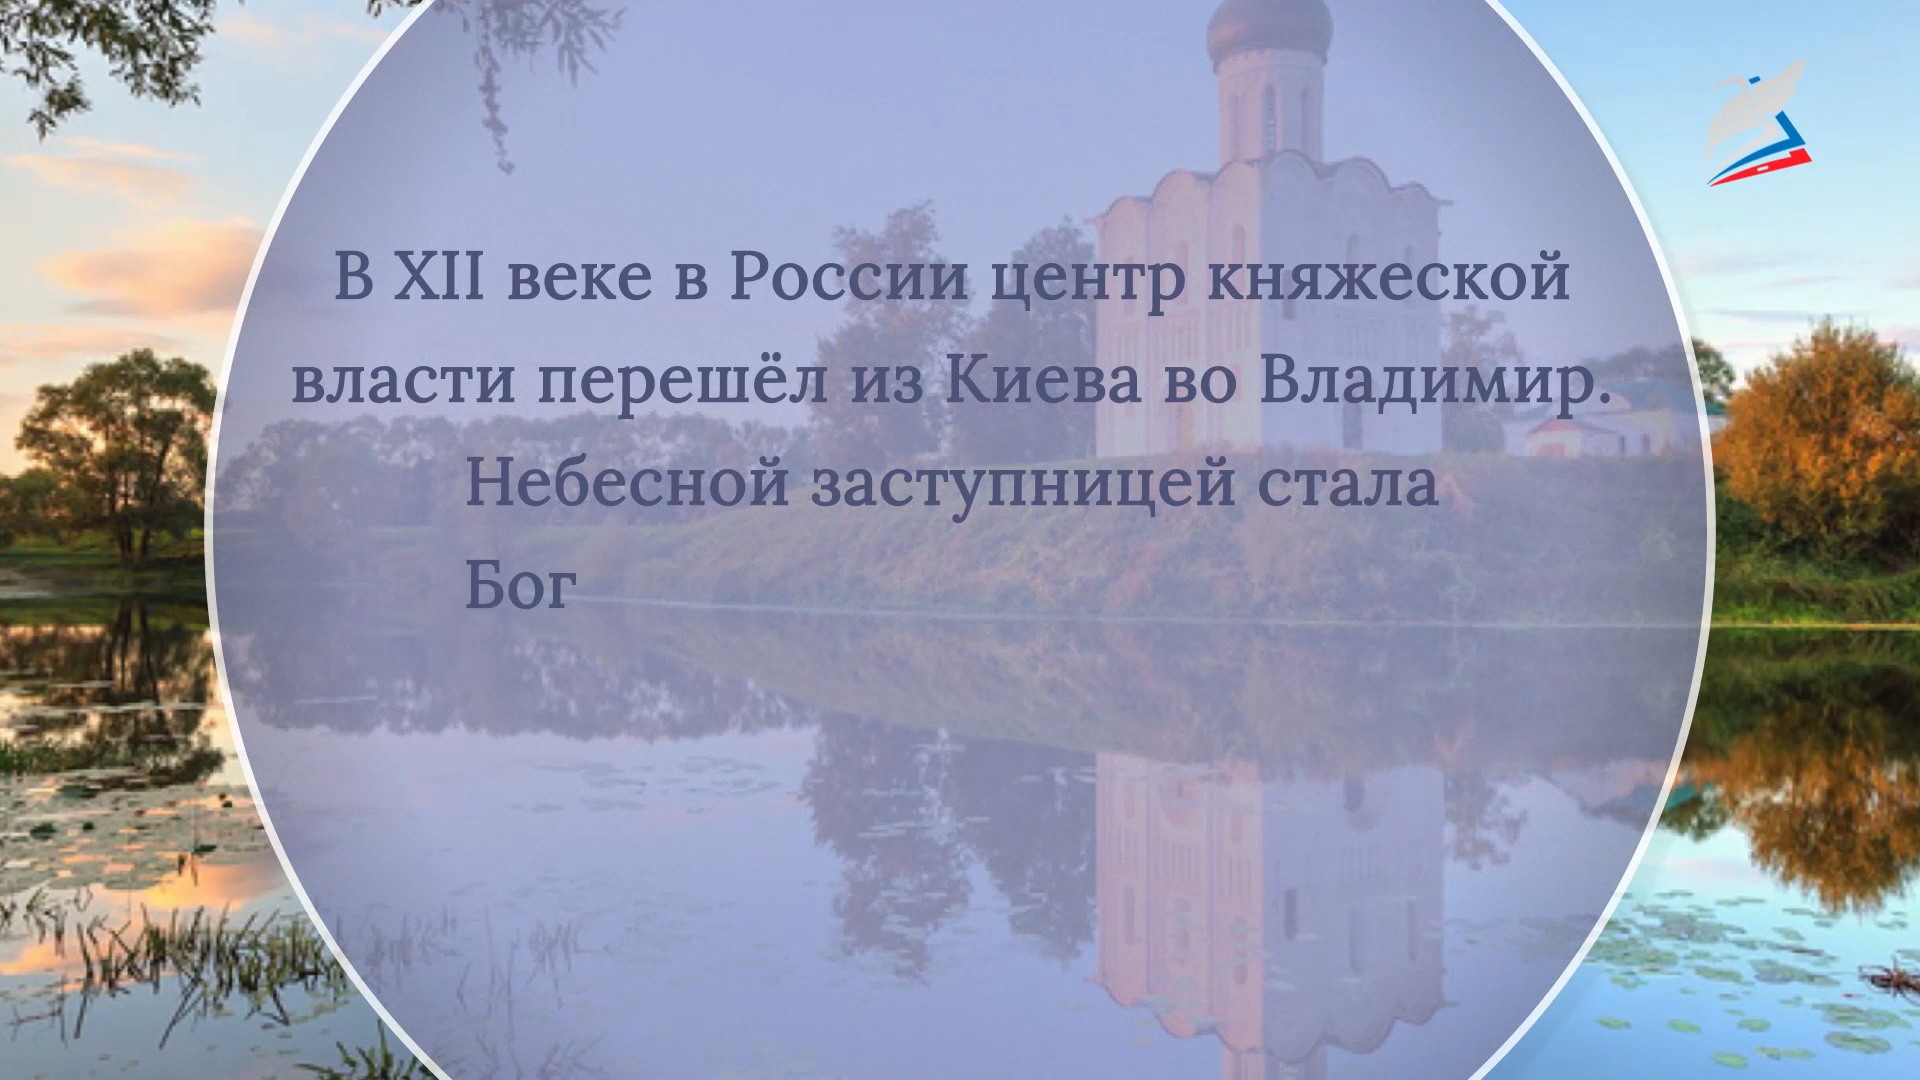 В XII веке в России центр княжеской
власти перешёл из Киева во Владимир.
Небесной заступницей стала
Бог